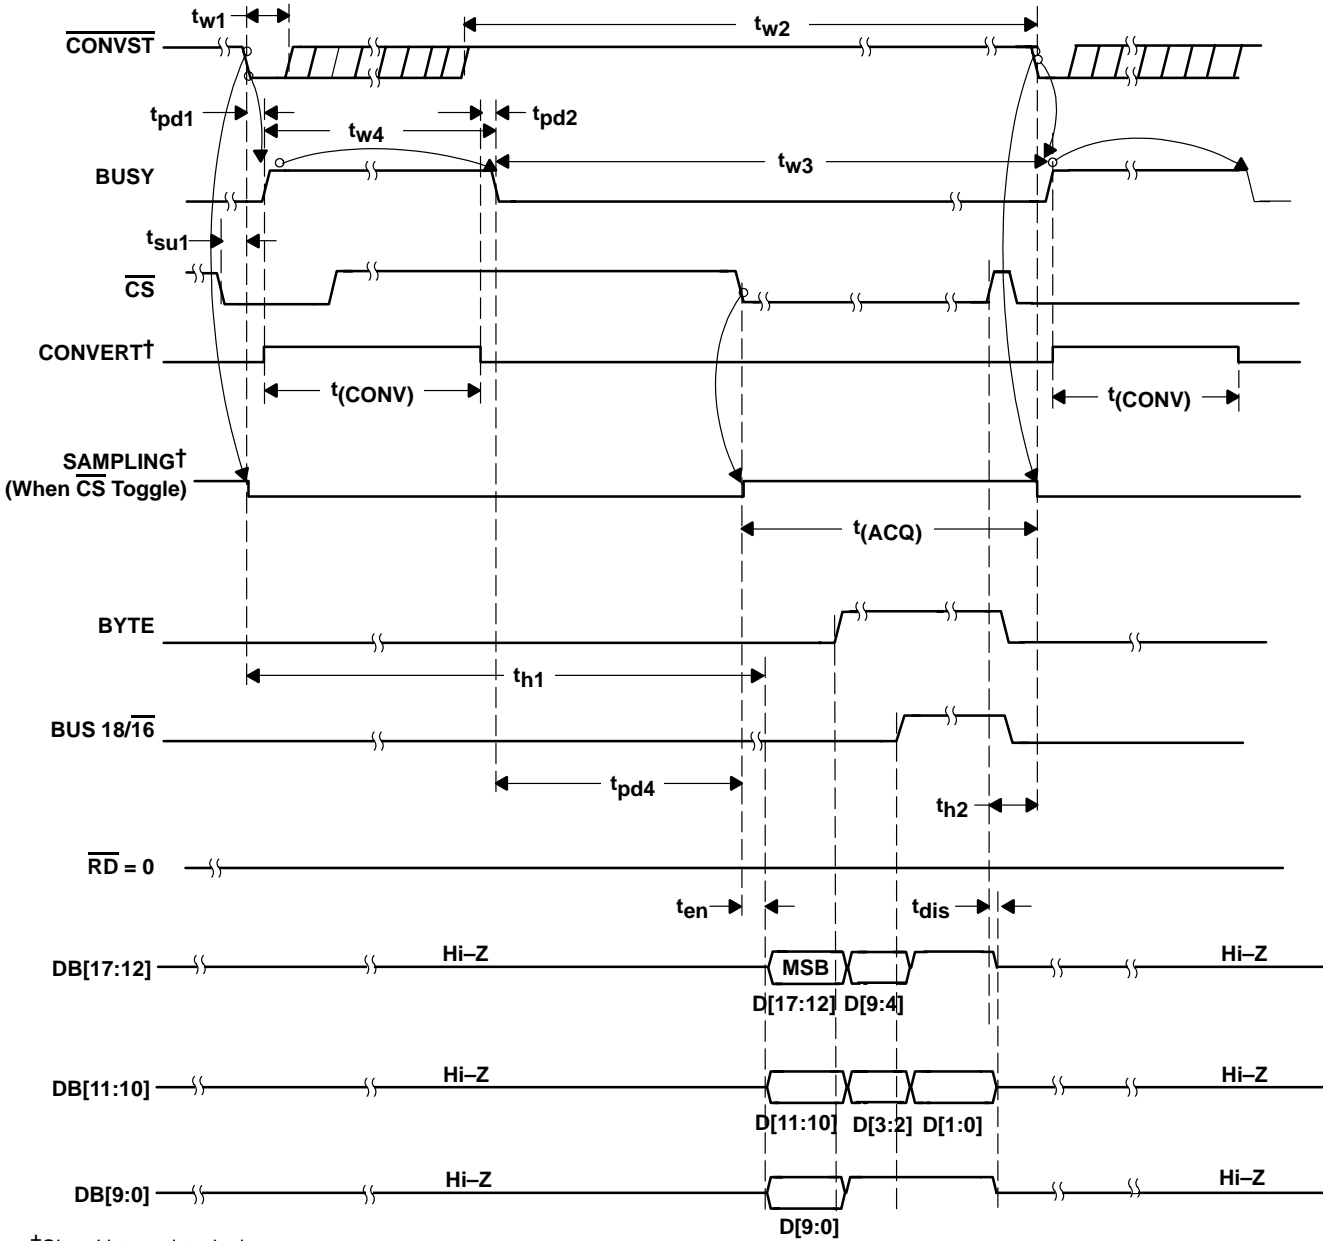 tw1
tw2
CONVST
tpd1
tw4
tpd2
tw3
BUSY
tsu1
CS
CONVERT†
t(CONV)
t(CONV)
SAMPLING†
(When CS Toggle)
t(ACQ)
BYTE
th1
BUS 18/16
tpd4
th2
RD = 0
ten
tdis
Hi–Z
Hi–Z
DB[17:12]
MSB
D[17:12]
D[9:4]
Hi–Z
Hi–Z
DB[11:10]
D[11:10]
D[3:2]
D[1:0]
Hi–Z
Hi–Z
DB[9:0]
D[9:0]